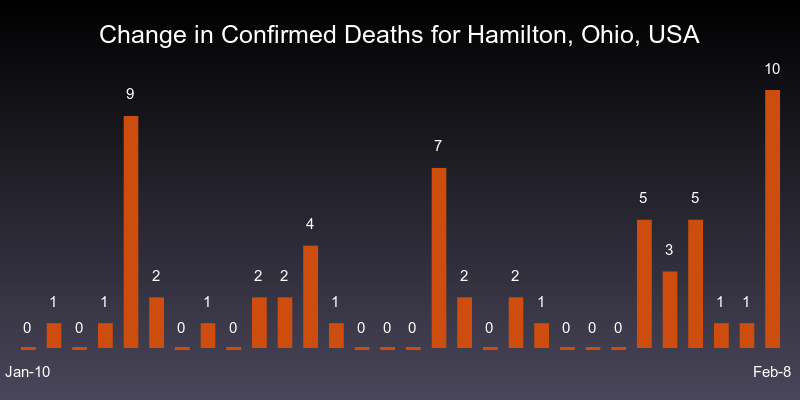 Change in Confirmed Deaths for Hamilton, Ohio, USA
0 1 0 1 9 2 0 1 0 2 2 4 1 0 0 0 7 2 0 2 1 0 0 0 5 3 5 1 1 10
Jan-10 Feb-8